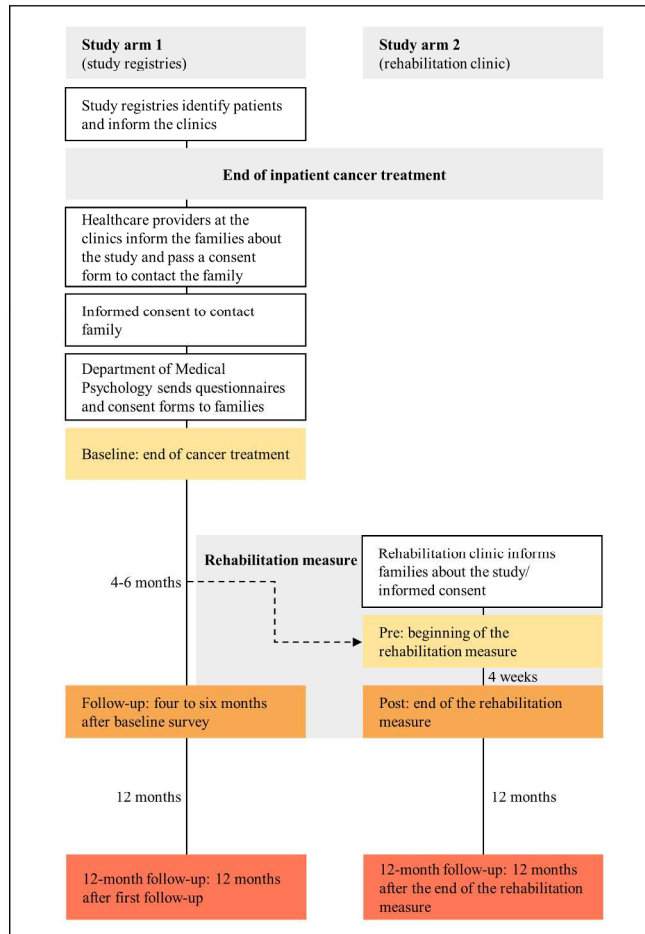 Study arm 1
(study registries)
Study arm 2
(rehabilitation clinic)
Study registries identify patients
and inform the clinics
End of inpatient cancer treatment
Healthcare providers at the
clinics inform the families about
the study and pass a consent
form to contact the family
Informed consent to contact
family
Department of Medical
Psychology sends questionnaires
and consent forms to families
Baseline: end of cancer treatment
4-6 months
Rehabilitation measure
Rehabilitation clinic informs
families about the study/
informed consent
Pre: beginning of the
rehabilitation measure
4 weeks
Follow-up: four to six months
after baseline survey
Post: end of the rehabilitation
measure
12 months
12 months
12-month follow-up: 12 months
after first follow-up
12-month follow-up: 12 months
after the end of the rehabilitation
measure